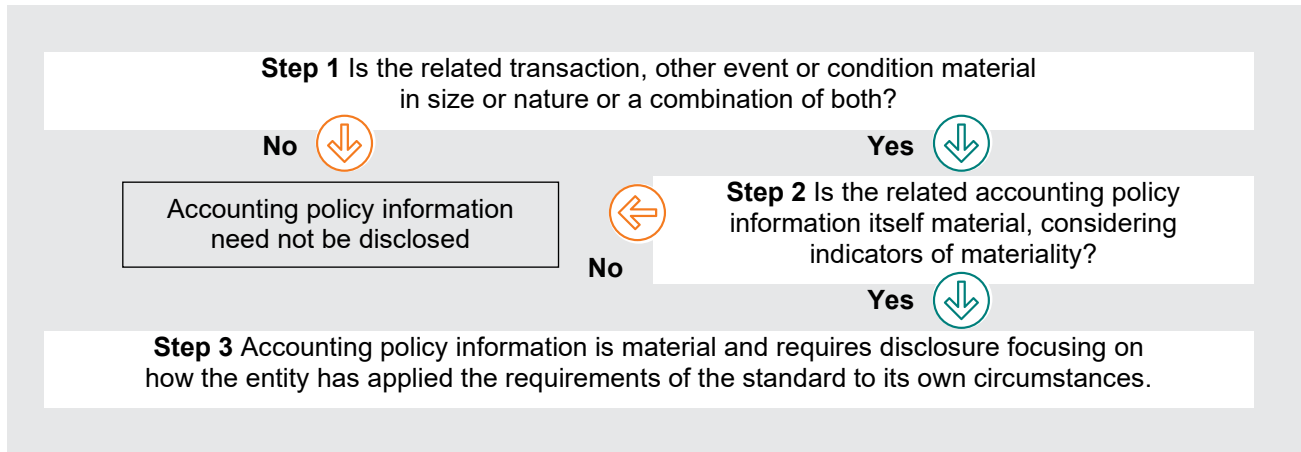 Step 1 Is the related transaction, other event or condition material
in size or nature or a combination of both?
No
Yes
Accounting policy information
need not be disclosed
Step 2 Is the related accounting policy
information itself material, considering
indicators of materiality?
No
Yes
Step 3 Accounting policy information is material and requires disclosure focusing on
how the entity has applied the requirements of the standard to its own circumstances.